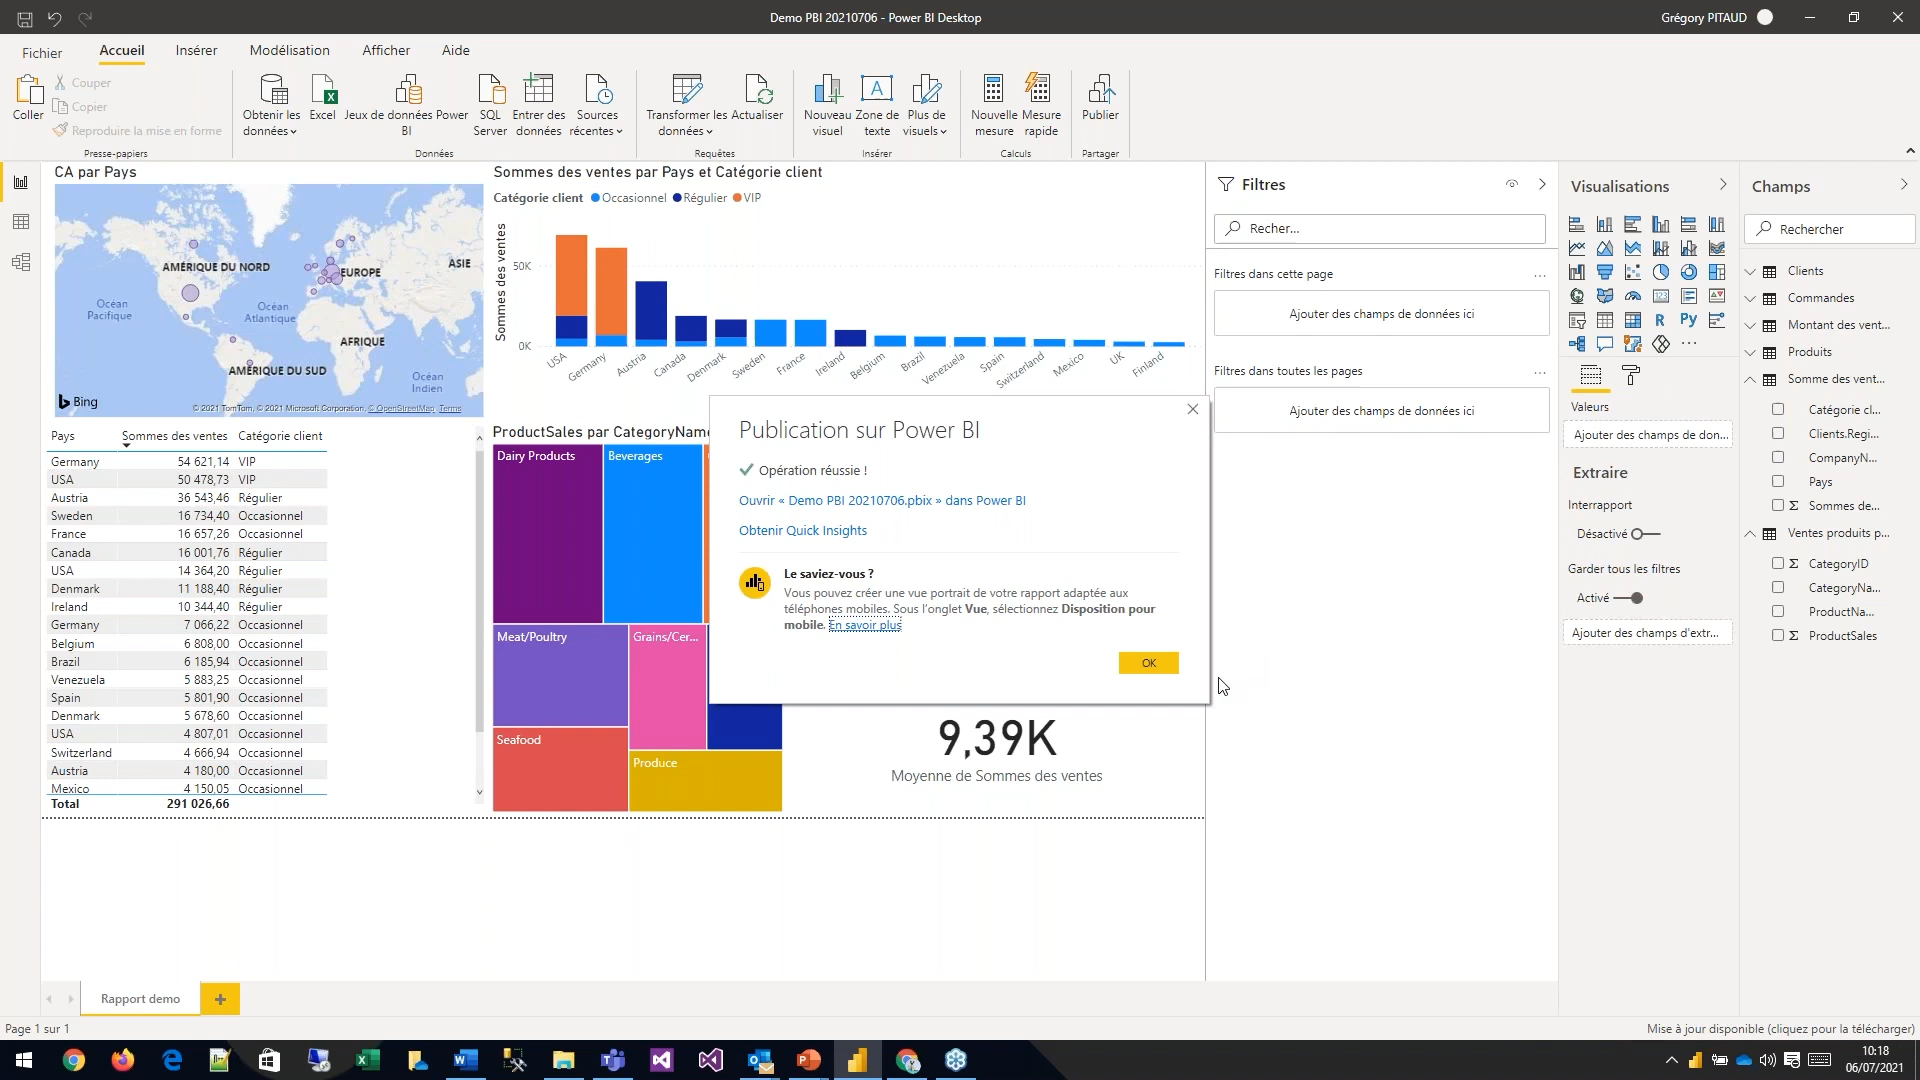 Demo PBI 20210706 - Power BI Desktop
Grégory PITAUD
Fichier
Accueil
Insérer
Modélisation
Afficher
Aide
Coller
Couper
Copier
Reproduire la mise en forme
Presse-papiers
Obtenir les données
Excel
Jeux de données Power BI
SQL Server
Entrer des données
Sources récentes
Données
Transformer les données
Actualiser
Requêtes
Nouveau visuel
Zone de texte
Plus de visuels
Insérer
Nouvelle mesure
Mesure rapide
Calculs
Publier
Partager
CA par Pays
AMÉRIQUE DU NORD
EUROPE
ASIE
Océan Pacifique
Océan Atlantique
AFRIQUE
AMÉRIQUE DU SUD
Océan Indien
Bing
© 2021 TomTom, © 2021 Microsoft Corporation, © OpenStreetMap Terms
Sommes des ventes par Pays et Catégorie client
Catégorie client Occasionnel Régulier VIP
Sommes des ventes
50K
0K
USA
Germany
Austria
Canada
Denmark
Sweden
France
Ireland
Belgium
Brazil
Venezuela
Spain
Switzerland
Mexico
UK
Finland
Pays Sommes des ventes Catégorie client
Germany 54 621,14 VIP
USA 50 478,73 VIP
Austria 36 543,46 Régulier
Sweden 16 734,40 Occasionnel
France 16 657,26 Occasionnel
Canada 16 001,76 Régulier
USA 14 364,20 Régulier
Denmark 11 188,40 Régulier
Ireland 10 344,40 Régulier
Germany 7 066,22 Occasionnel
Belgium 6 808,00 Occasionnel
Brazil 6 185,94 Occasionnel
Venezuela 5 883,25 Occasionnel
Spain 5 801,90 Occasionnel
Denmark 5 678,60 Occasionnel
USA 4 807,01 Occasionnel
Switzerland 4 666,94 Occasionnel
Austria 4 180,00 Occasionnel
Mexico 4 150,05 Occasionnel
Total 291 026,66
ProductSales par CategoryName
Dairy Products
Beverages
Meat/Poultry
Grains/Cer...
Seafood
Produce
Publication sur Power BI
Opération réussie !
Ouvrir « Demo PBI 20210706.pbix » dans Power BI
Obtenir Quick Insights
Le saviez-vous ?
Vous pouvez créer une vue portrait de votre rapport adaptée aux
téléphones mobiles. Sous l'onglet Vue, sélectionnez Disposition pour
mobile. En savoir plus
OK
9,39K
Moyenne de Sommes des ventes
Filtres
Recher...
Filtres dans cette page ...
Ajouter des champs de données ici
Filtres dans toutes les pages ...
Ajouter des champs de données ici
Visualisations
R
Py
123
...
Valeurs
Ajouter des champs de don...
Extraire
Interrapport
Désactivé
Garder tous les filtres
Activé
Ajouter des champs d'extr...
Champs
Rechercher
Clients
Commandes
Montant des vent...
Produits
Somme des vent...
Catégorie cl...
Clients.Regi...
CompanyN...
Pays
Σ Sommes de...
Ventes produits p...
Σ CategoryID
CategoryNa...
ProductNa...
Σ ProductSales
Rapport demo
+
Page 1 sur 1
Mise à jour disponible (cliquez pour la télécharger)
10:18
06/07/2021